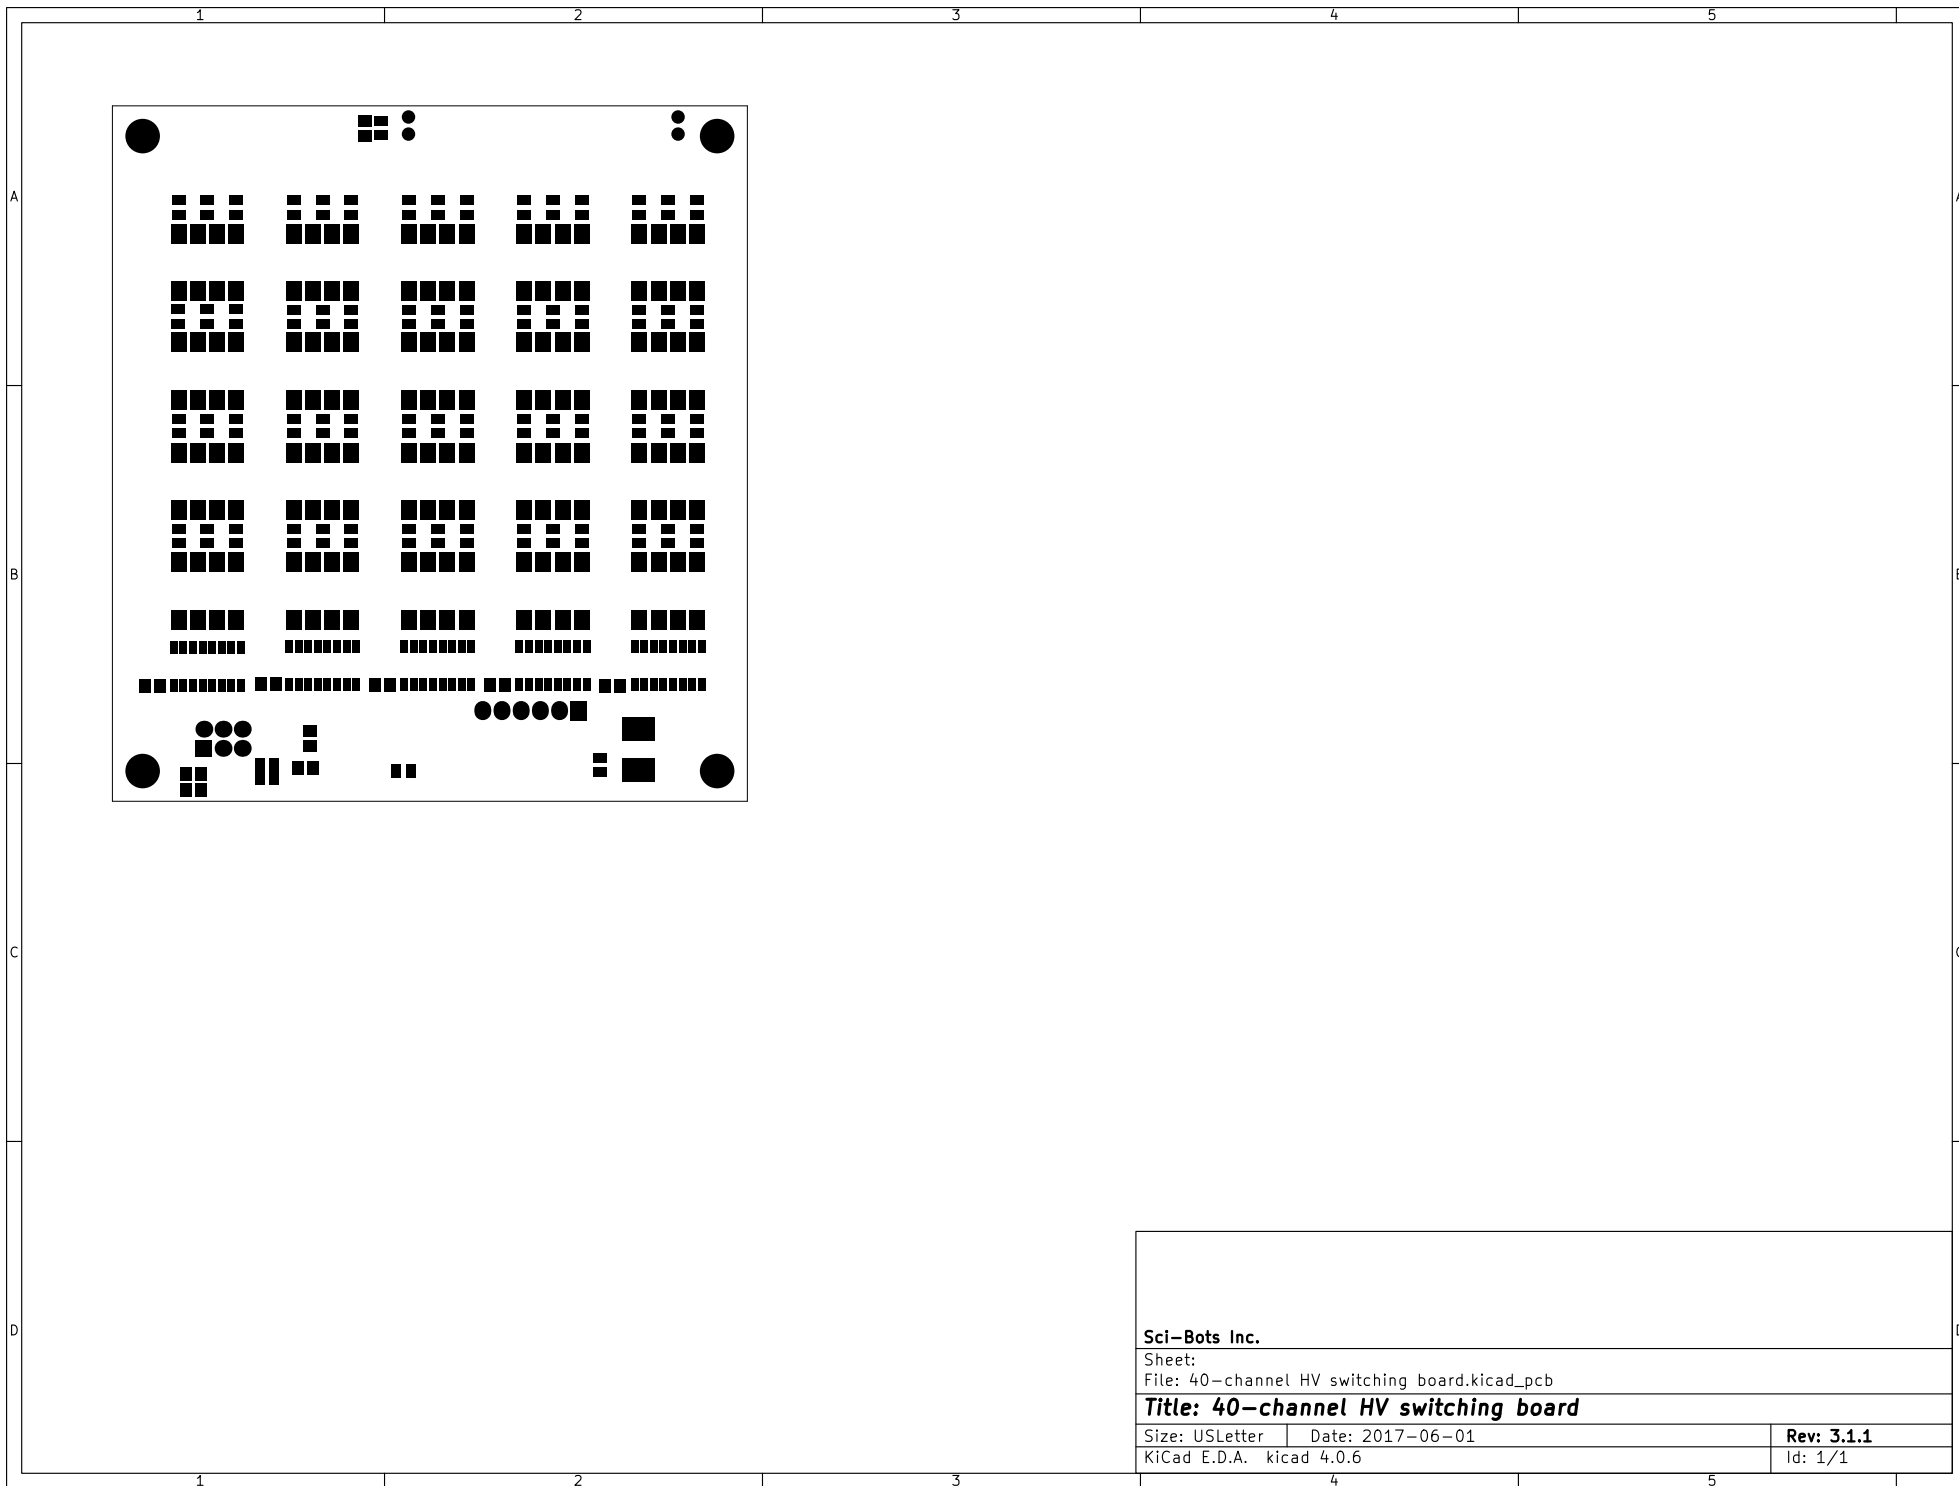 1 2 3 4 5
A
B
C
D
Sci-Bots Inc.
Sheet:
File: 40-channel HV switching board.kicad_pcb
Title: 40-channel HV switching board
Size: USLetter Date: 2017-06-01 Rev: 3.1.1
KiCad E.D.A. kicad 4.0.6 Id: 1/1
1 2 3 4 5